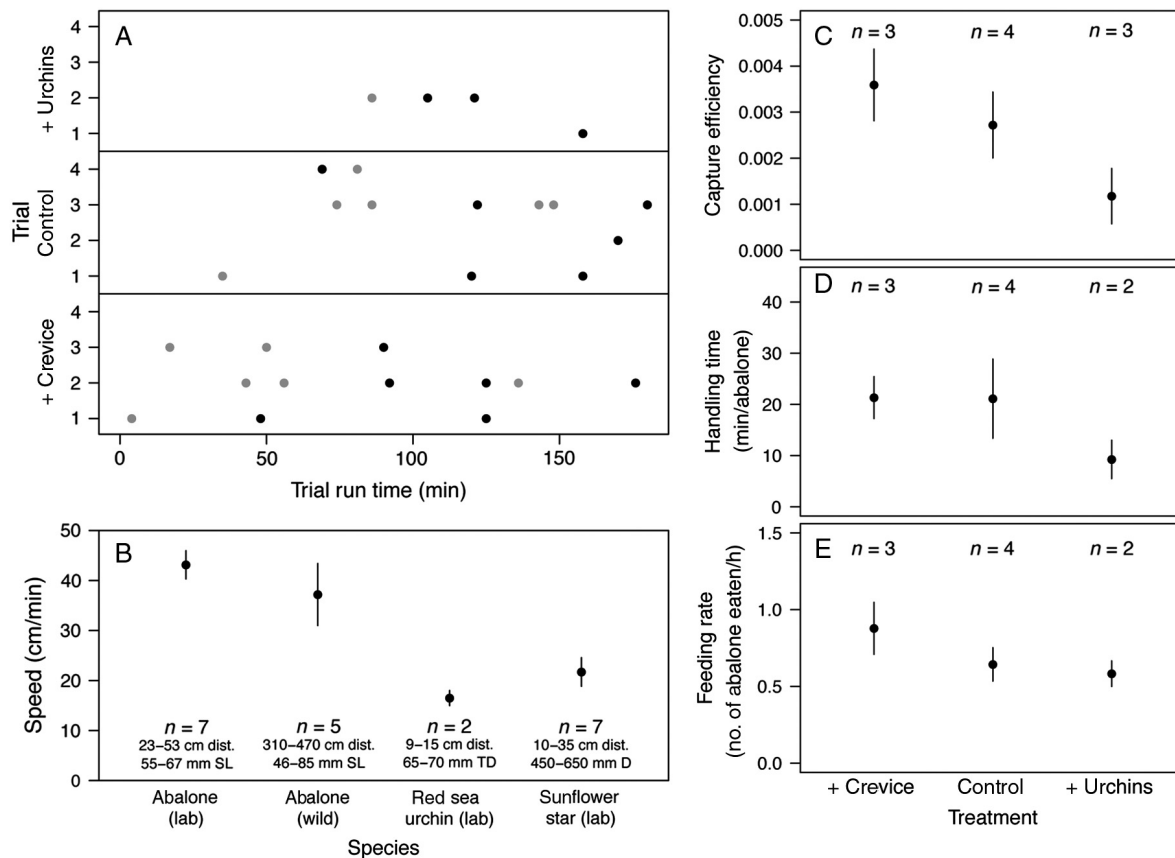 A
+ Urchins
4
3
2
1
Control
4
3
2
1
+ Crevice
4
3
2
1
Trial
0 50 100 150
Trial run time (min)
B
Speed (cm/min)
50
40
30
20
10
0
n = 7
23–53 cm dist.
55–67 mm SL
n = 5
310–470 cm dist.
46–85 mm SL
n = 2
9–15 cm dist.
65–70 mm TD
n = 7
10–35 cm dist.
450–650 mm D
Abalone
(lab)
Abalone
(wild)
Red sea
urchin (lab)
Sunflower
star (lab)
Species
C
n = 3 n = 4 n = 3
Capture efficiency
0.005
0.004
0.003
0.002
0.001
0.000
D
n = 3 n = 4 n = 2
Handling time
(min/abalone)
40
30
20
10
0
E
n = 3 n = 4 n = 2
Feeding rate
(no. of abalone eaten/h)
1.5
1.0
0.5
0.0
+ Crevice Control + Urchins
Treatment